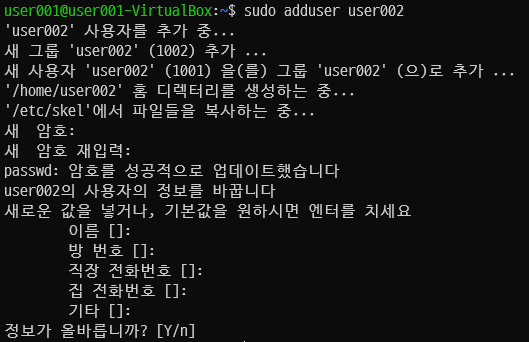 user001@user001-VirtualBox:~$ sudo adduser user002
'user002' 사용자를 추가 중...
새 그룹 'user002' (1002) 추가 ...
새 사용자 'user002' (1001) 을(를) 그룹 'user002' (으)로 추가 ...
'/home/user002' 홈 디렉터리를 생성하는 중...
'/etc/skel'에서 파일들을 복사하는 중...
새  암호:
새  암호 재입력:
passwd: 암호를 성공적으로 업데이트했습니다
user002의 사용자의 정보를 바꿉니다
새로운 값을 넣거나, 기본값을 원하시면 엔터를 치세요
        이름 []:
        방 번호 []:
        직장 전화번호 []:
        집 전화번호 []:
        기타 []:
정보가 올바릅니까? [Y/n]